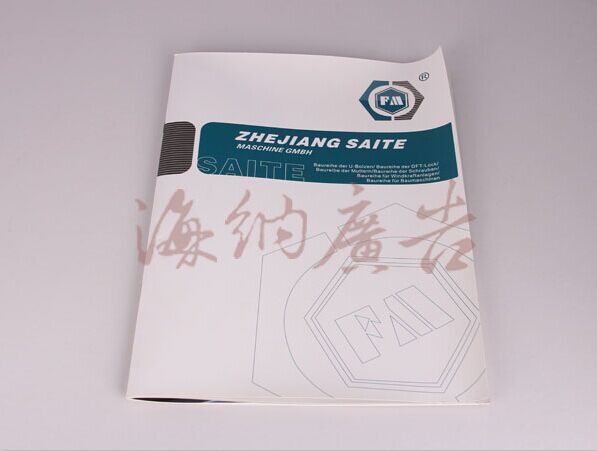 FM
®
ZHEJIANG SAITE
MASCHINE GMBH
SAITE
Baureihe der U-Bolzen/ Baureihe der DFT-Lock/
Baureihe der Muttern/Baureihe der Schrauben/
Baureihe für Windkraftanlagen/
Baureihe für Baumaschinen
海纳廣告
FM